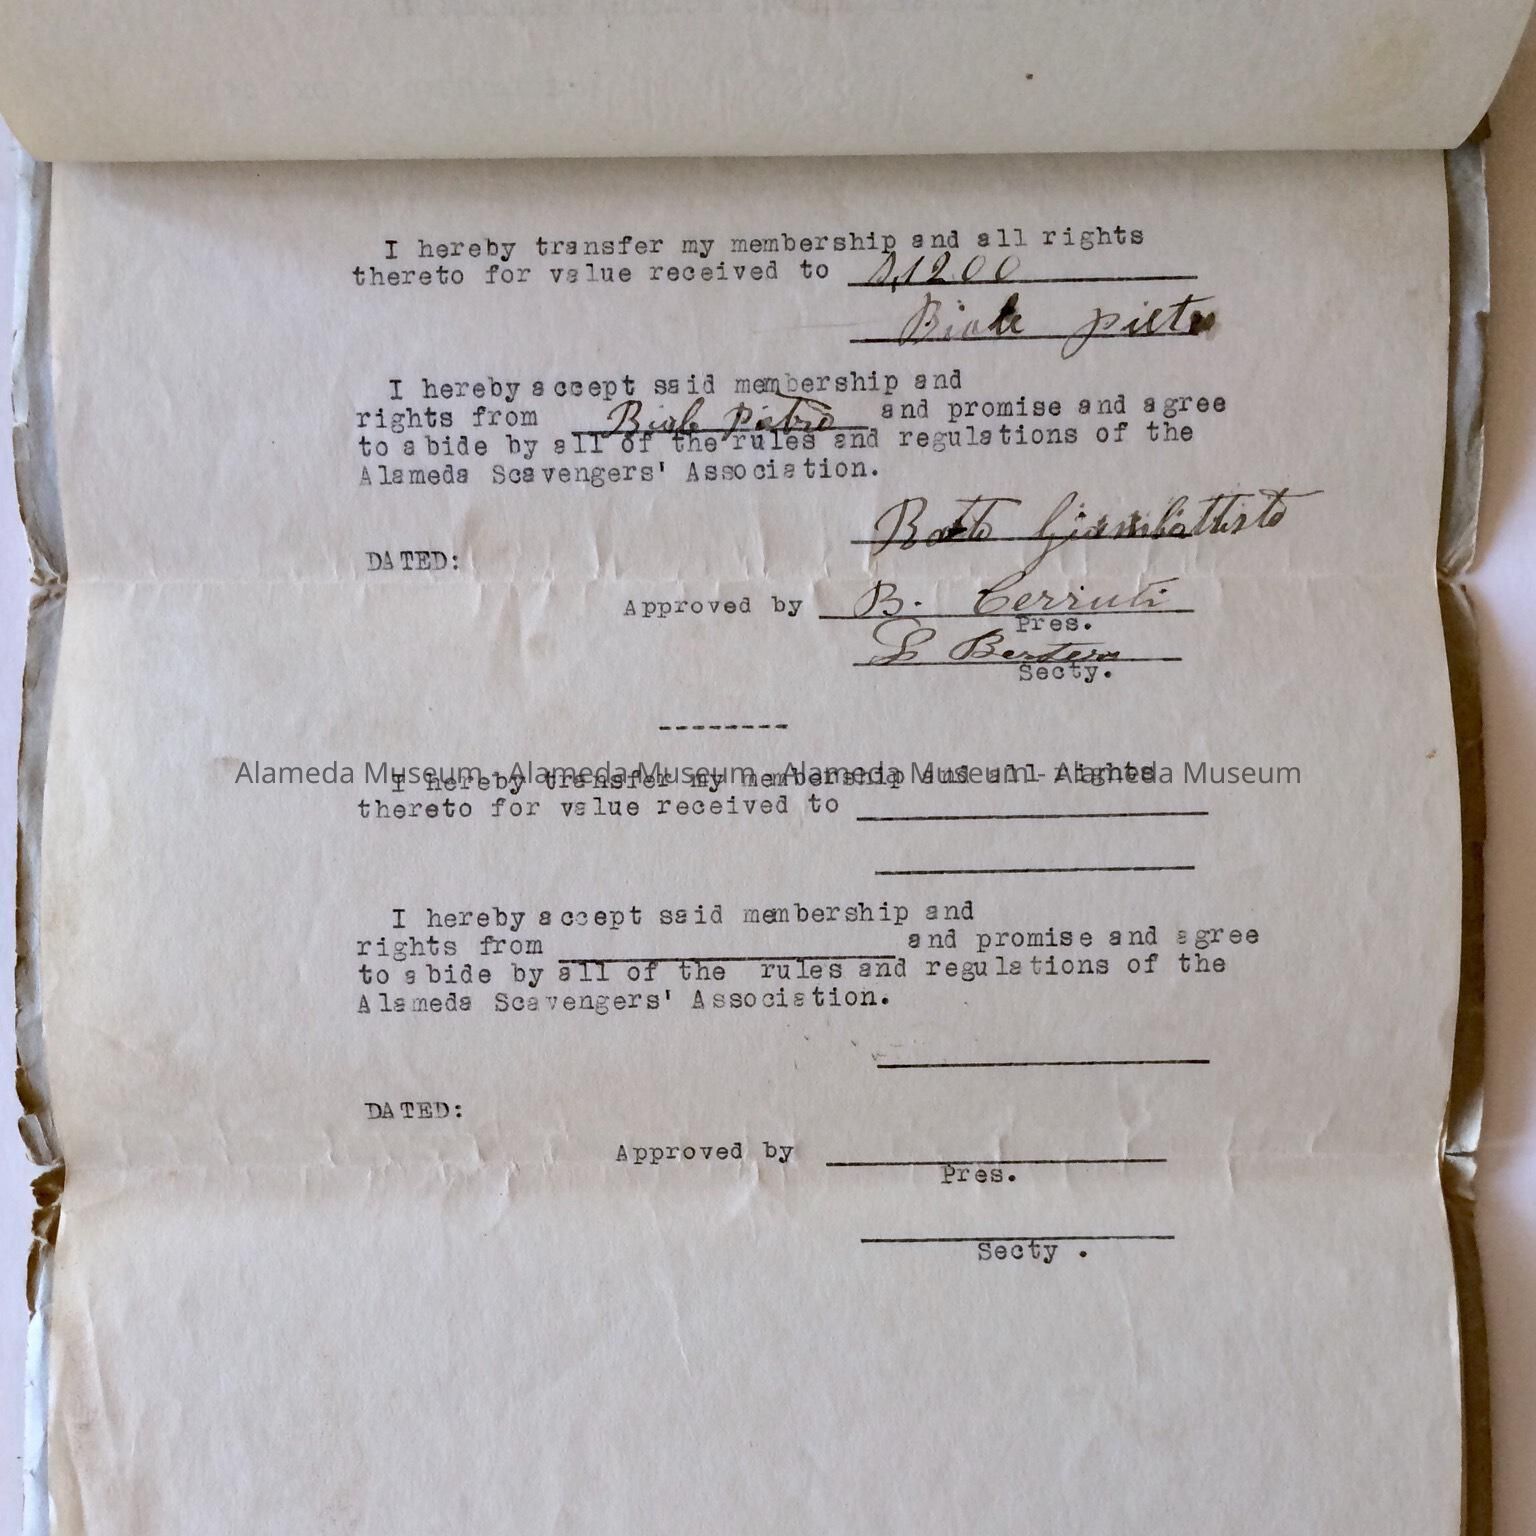 I hereby transfer my membership and all rights
thereto for value received to $1200
Biale pietro
I hereby accept said membership and
rights from Biale Pietro and promise and agree
to abide by all of the rules and regulations of the
Alameda Scavengers' Association.
Botto Giambattisto
DATED:
Approved by B. Cerruti
Pres.
Bertero
Secty.
--------
Alameda Museum - Alameda Museum - Alameda Museum - Alameda Museum
I hereby transfer my membership and all rights
thereto for value received to
I hereby accept said membership and
rights from and promise and agree
to abide by all of the rules and regulations of the
Alameda Scavengers' Association.
DATED:
Approved by
Pres.
Secty.